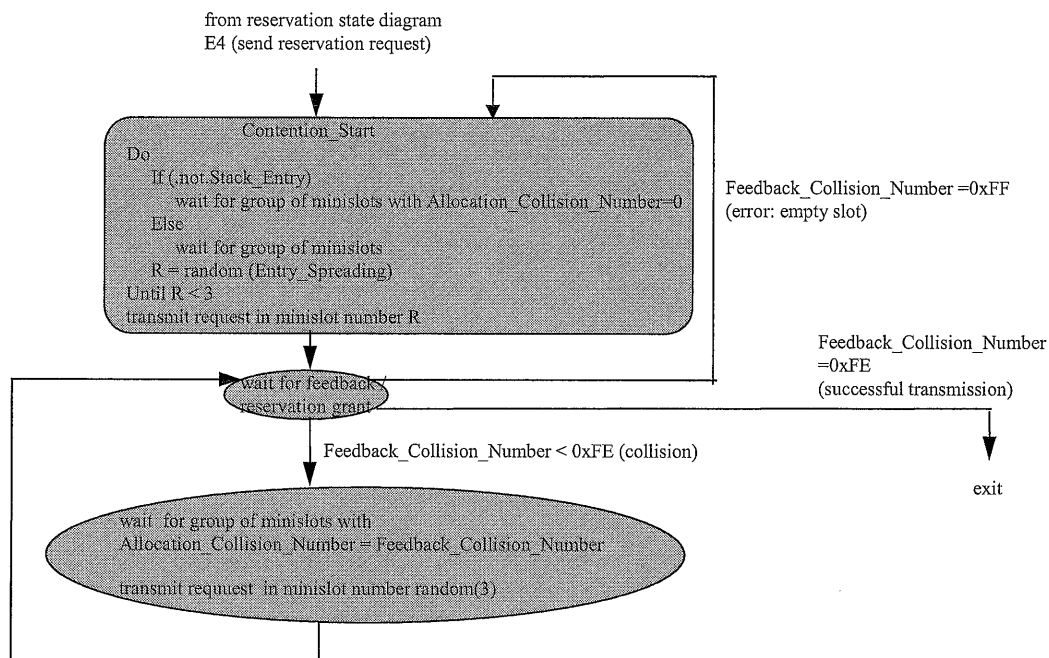 from reservation state diagram
E4 (send reservation request)
Contention_Start
Do
If (.not.Stack_Entry)
wait for group of minislots with Allocation_Collision_Number=0
Else
wait for group of minislots
R = random (Entry_Spreading)
Until R < 3
transmit request in minislot number R
Feedback_Collision_Number =0xFF
(error: empty slot)
Feedback_Collision_Number
=0xFE
(successful transmission)
wait for feedback /
reservation grant
Feedback_Collision_Number < 0xFE (collision)
exit
wait for group of minislots with
Allocation_Collision_Number = Feedback_Collision_Number
transmit requuest in minislot number random(3)